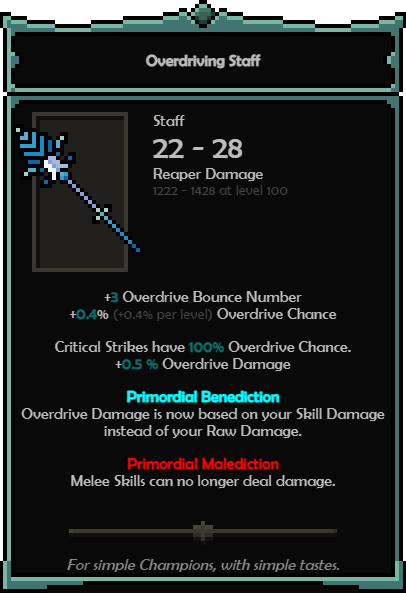 Overdriving Staff
Staff
22 - 28
Reaper Damage
1222 - 1428 at level 100
+3 Overdrive Bounce Number
+0.4% (+0.4% per level) Overdrive Chance
Critical Strikes have 100% Overdrive Chance.
+0.5 % Overdrive Damage
Primordial Benediction
Overdrive Damage is now based on your Skill Damage
instead of your Raw Damage.
Primordial Malediction
Melee Skills can no longer deal damage.
For simple Champions, with simple tastes.